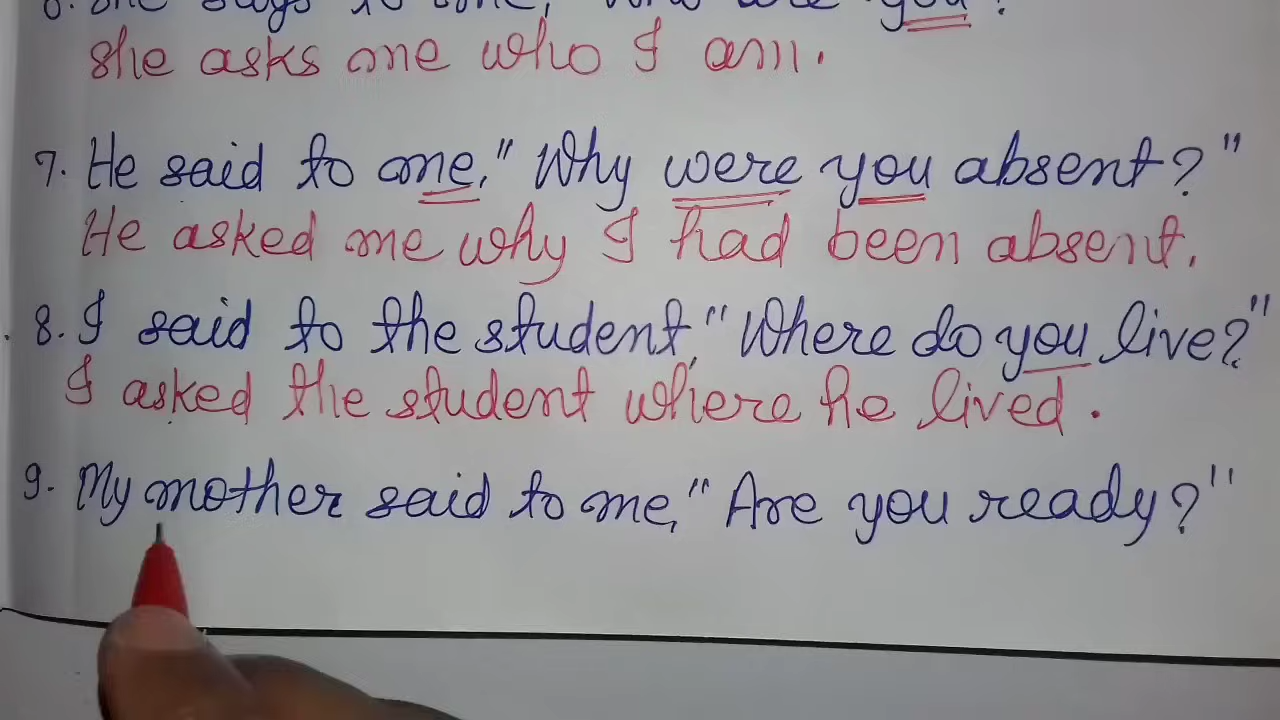 you?
She asks me who I am.
7. He said to me," Why were you absent?"
He asked me why I had been absent.
8. I said to the student," Where do you live?"
I asked the student where he lived.
9. My mother said to me," Are you ready?"